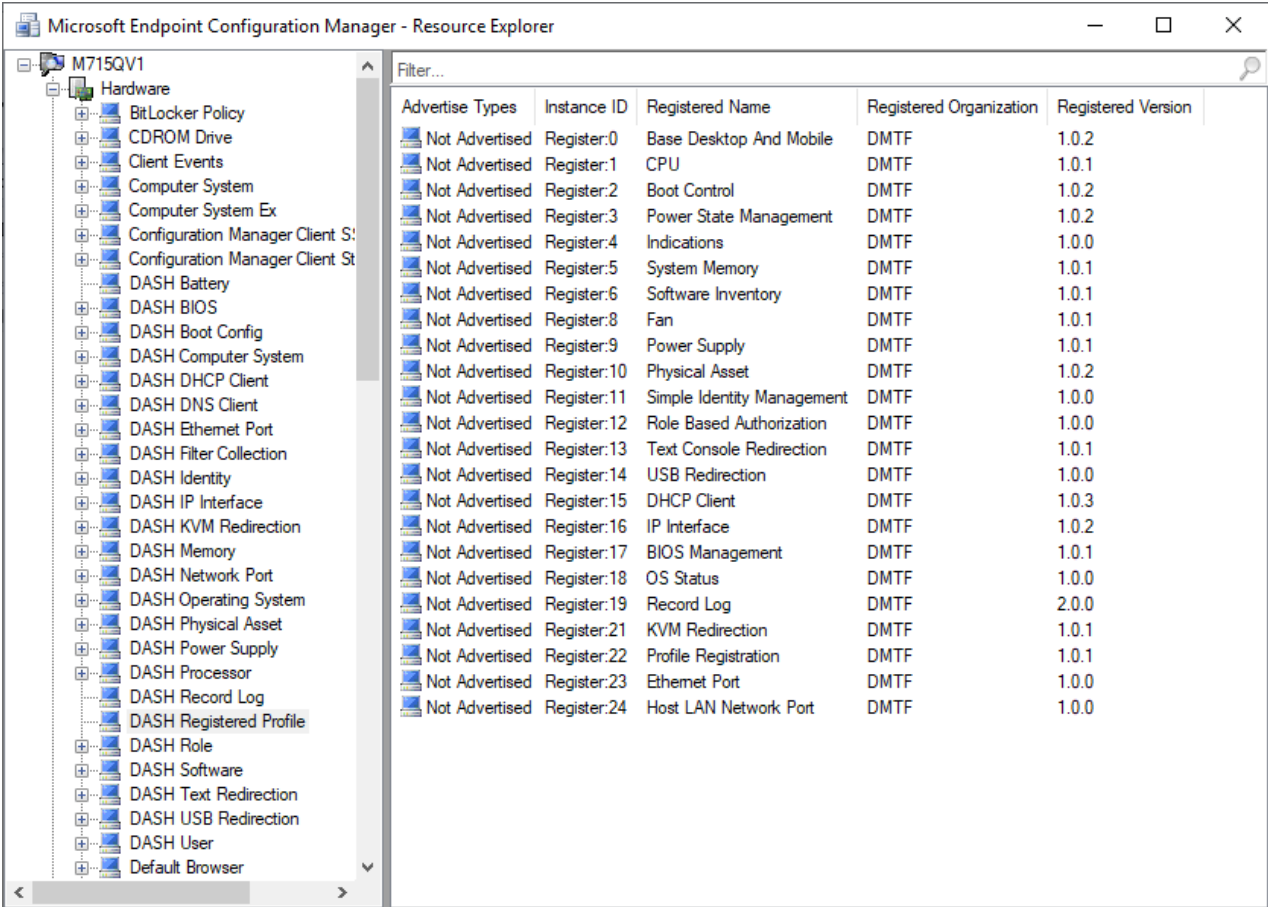 Microsoft Endpoint Configuration Manager - Resource Explorer
M715QV1
Hardware
BitLocker Policy
CDROM Drive
Client Events
Computer System
Computer System Ex
Configuration Manager Client S
Configuration Manager Client St
DASH Battery
DASH BIOS
DASH Boot Config
DASH Computer System
DASH DHCP Client
DASH DNS Client
DASH Ethernet Port
DASH Filter Collection
DASH Identity
DASH IP Interface
DASH KVM Redirection
DASH Memory
DASH Network Port
DASH Operating System
DASH Physical Asset
DASH Power Supply
DASH Processor
DASH Record Log
DASH Registered Profile
DASH Role
DASH Software
DASH Text Redirection
DASH USB Redirection
DASH User
Default Browser
Filter...
Advertise Types Instance ID Registered Name Registered Organization Registered Version
Not Advertised Register:0 Base Desktop And Mobile DMTF 1.0.2
Not Advertised Register:1 CPU DMTF 1.0.1
Not Advertised Register:2 Boot Control DMTF 1.0.2
Not Advertised Register:3 Power State Management DMTF 1.0.2
Not Advertised Register:4 Indications DMTF 1.0.0
Not Advertised Register:5 System Memory DMTF 1.0.1
Not Advertised Register:6 Software Inventory DMTF 1.0.1
Not Advertised Register:8 Fan DMTF 1.0.1
Not Advertised Register:9 Power Supply DMTF 1.0.1
Not Advertised Register:10 Physical Asset DMTF 1.0.2
Not Advertised Register:11 Simple Identity Management DMTF 1.0.0
Not Advertised Register:12 Role Based Authorization DMTF 1.0.0
Not Advertised Register:13 Text Console Redirection DMTF 1.0.1
Not Advertised Register:14 USB Redirection DMTF 1.0.0
Not Advertised Register:15 DHCP Client DMTF 1.0.3
Not Advertised Register:16 IP Interface DMTF 1.0.2
Not Advertised Register:17 BIOS Management DMTF 1.0.1
Not Advertised Register:18 OS Status DMTF 1.0.0
Not Advertised Register:19 Record Log DMTF 2.0.0
Not Advertised Register:21 KVM Redirection DMTF 1.0.1
Not Advertised Register:22 Profile Registration DMTF 1.0.1
Not Advertised Register:23 Ethernet Port DMTF 1.0.0
Not Advertised Register:24 Host LAN Network Port DMTF 1.0.0